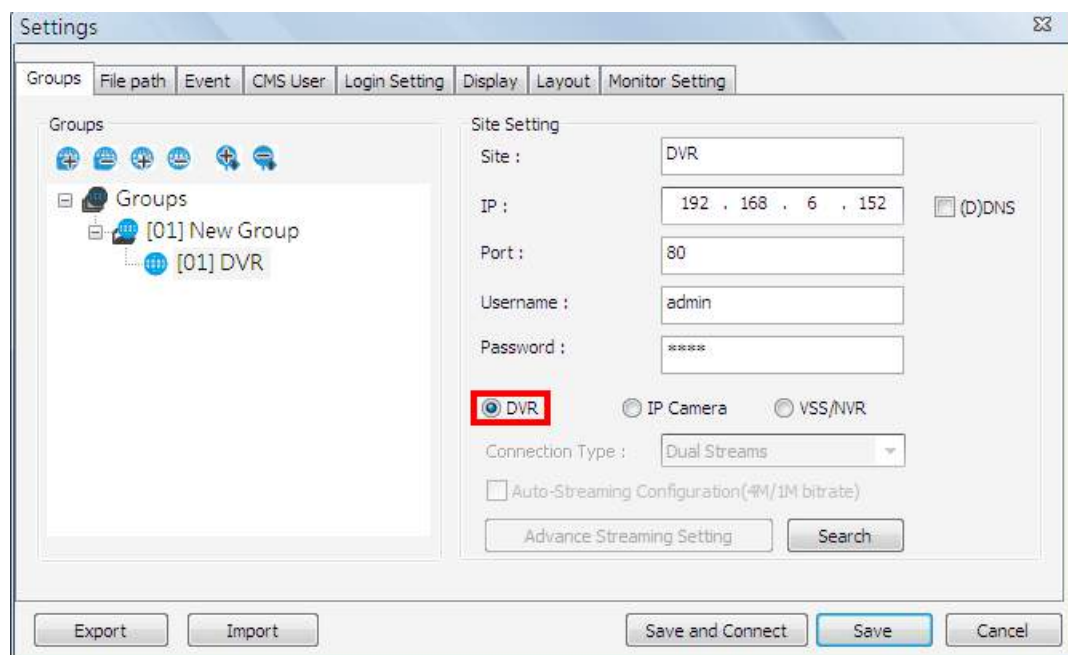 Settings
Groups File path Event CMS User Login Setting Display Layout Monitor Setting
Groups
Groups
[01] New Group
[01] DVR
Site Setting
Site : DVR
IP : 192 . 168 . 6 . 152 (D)DNS
Port : 80
Username : admin
Password : ****
DVR IP Camera VSS/NVR
Connection Type : Dual Streams
Auto-Streaming Configuration(4M/1M bitrate)
Advance Streaming Setting Search
Export Import Save and Connect Save Cancel